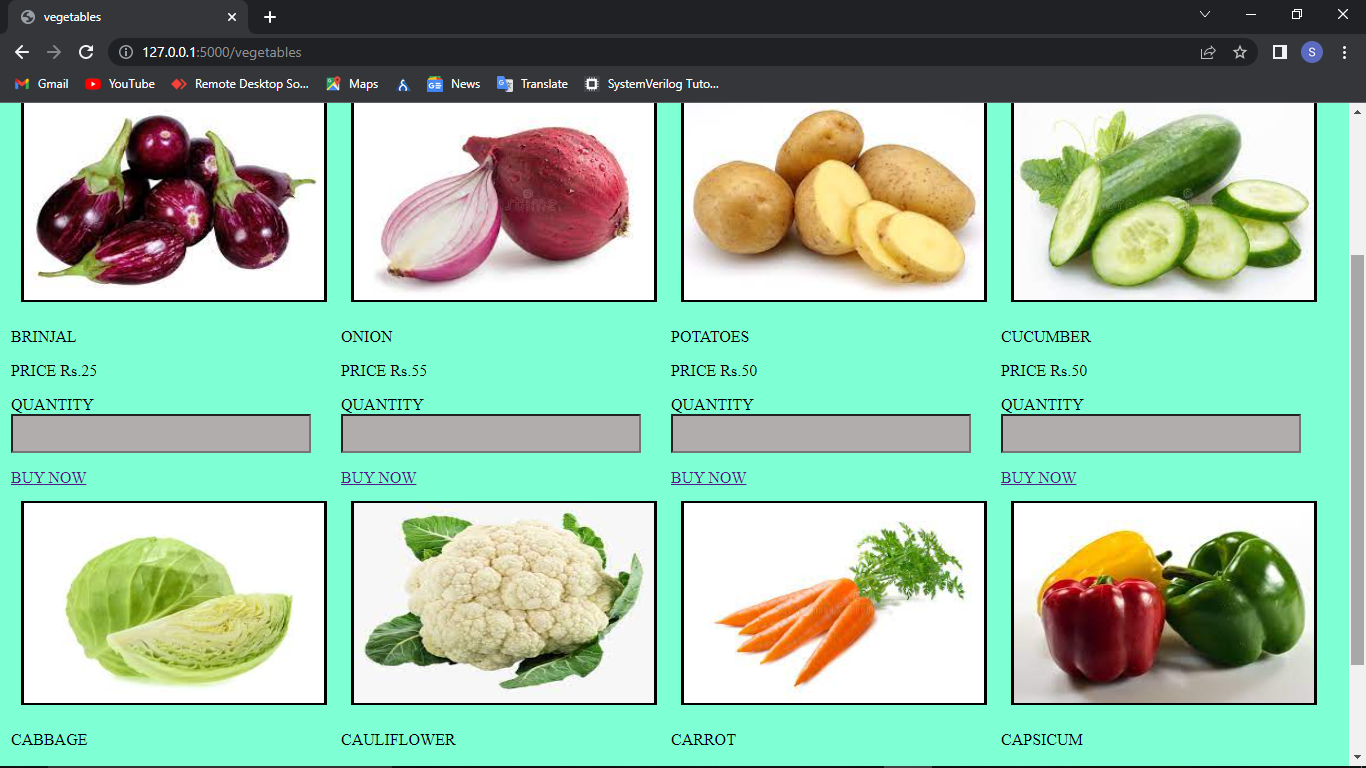 vegetables
127.0.0.1:5000/vegetables
S
Gmail YouTube Remote Desktop So... Maps News Translate SystemVerilog Tuto...
BRINJAL ONION POTATOES CUCUMBER
PRICE Rs.25 PRICE Rs.55 PRICE Rs.50 PRICE Rs.50
QUANTITY QUANTITY QUANTITY QUANTITY
BUY NOW BUY NOW BUY NOW BUY NOW
CABBAGE CAULIFLOWER CARROT CAPSICUM